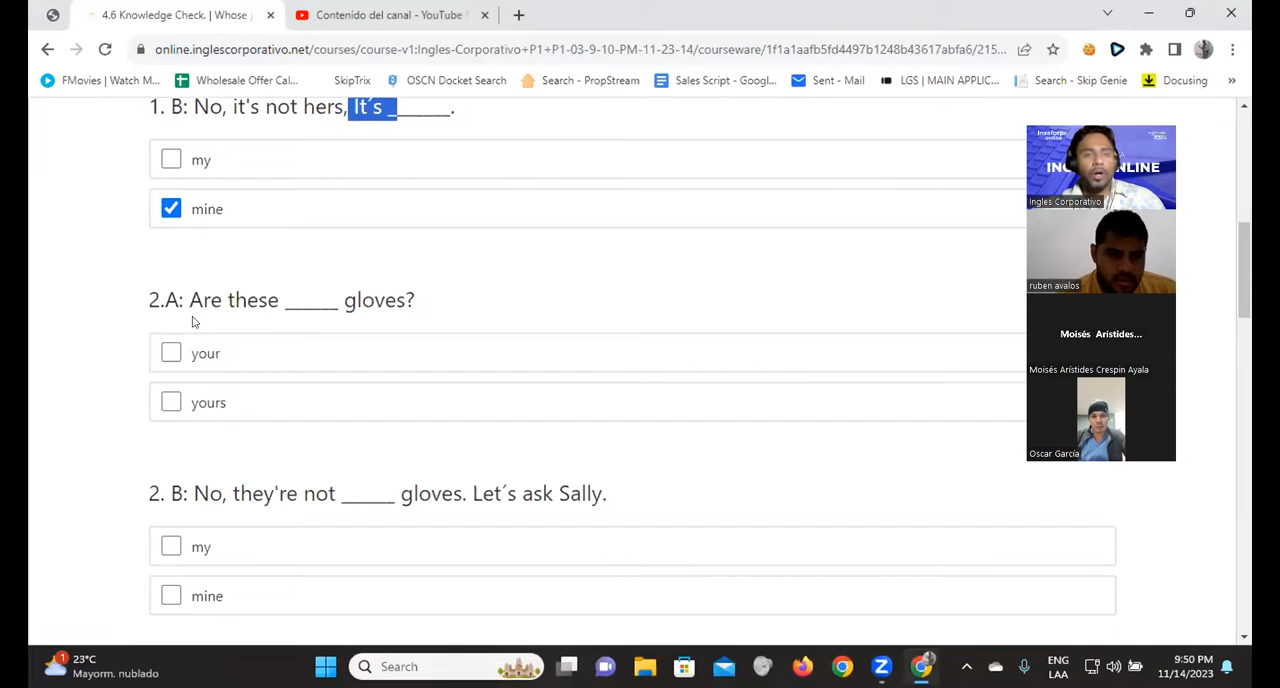 4.6 Knowledge Check. | Whose
Contenido del canal - YouTube
online.inglescorporativo.net/courses/course-v1:Ingles-Corporativo+P1+P1-03-9-10-PM-11-23-14/courseware/1f1a1aafb5fd4497b1248b43617abfa6/215...
FMovies | Watch M...
Wholesale Offer Cal...
SkipTrix
OSCN Docket Search
Search - PropStream
Sales Script - Googl...
Sent - Mail
LGS | MAIN APPLIC...
Search - Skip Genie
Docusing
1. B: No, it's not hers, It´s ______.
my
mine
2.A: Are these _____ gloves?
your
yours
2. B: No, they're not _____ gloves. Let´s ask Sally.
my
mine
Ingles Corporativo
ruben avalos
Moisés Arístides...
Moisés Arístides Crespin Ayala
Oscar García
1
23°C
Mayorm. nublado
Search
ENG
LAA
9:50 PM
11/14/2023